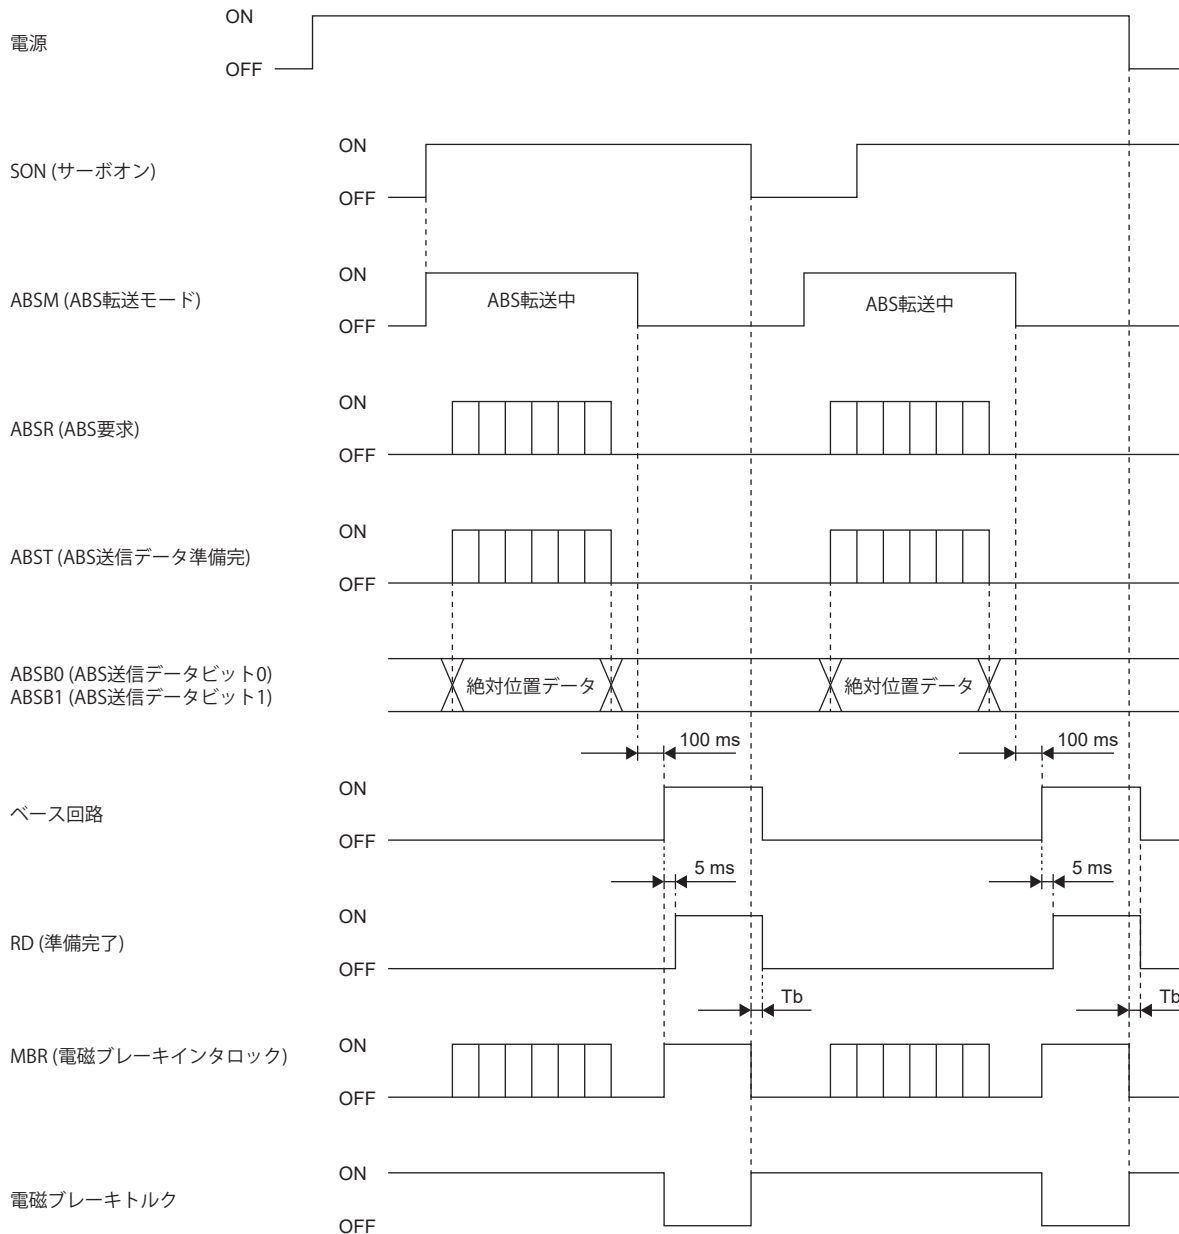 ON
電源
OFF
ON
SON (サーボオン)
OFF
ON
ABSM (ABS転送モード)
ABS転送中
ABS転送中
OFF
ON
ABSR (ABS要求)
OFF
ON
ABST (ABS送信データ準備完)
OFF
ABSB0 (ABS送信データビット0)
ABSB1 (ABS送信データビット1)
絶対位置データ
絶対位置データ
100 ms
100 ms
ON
ベース回路
OFF
5 ms
5 ms
ON
RD (準備完了)
OFF
Tb
Tb
ON
MBR (電磁ブレーキインタロック)
OFF
ON
電磁ブレーキトルク
OFF